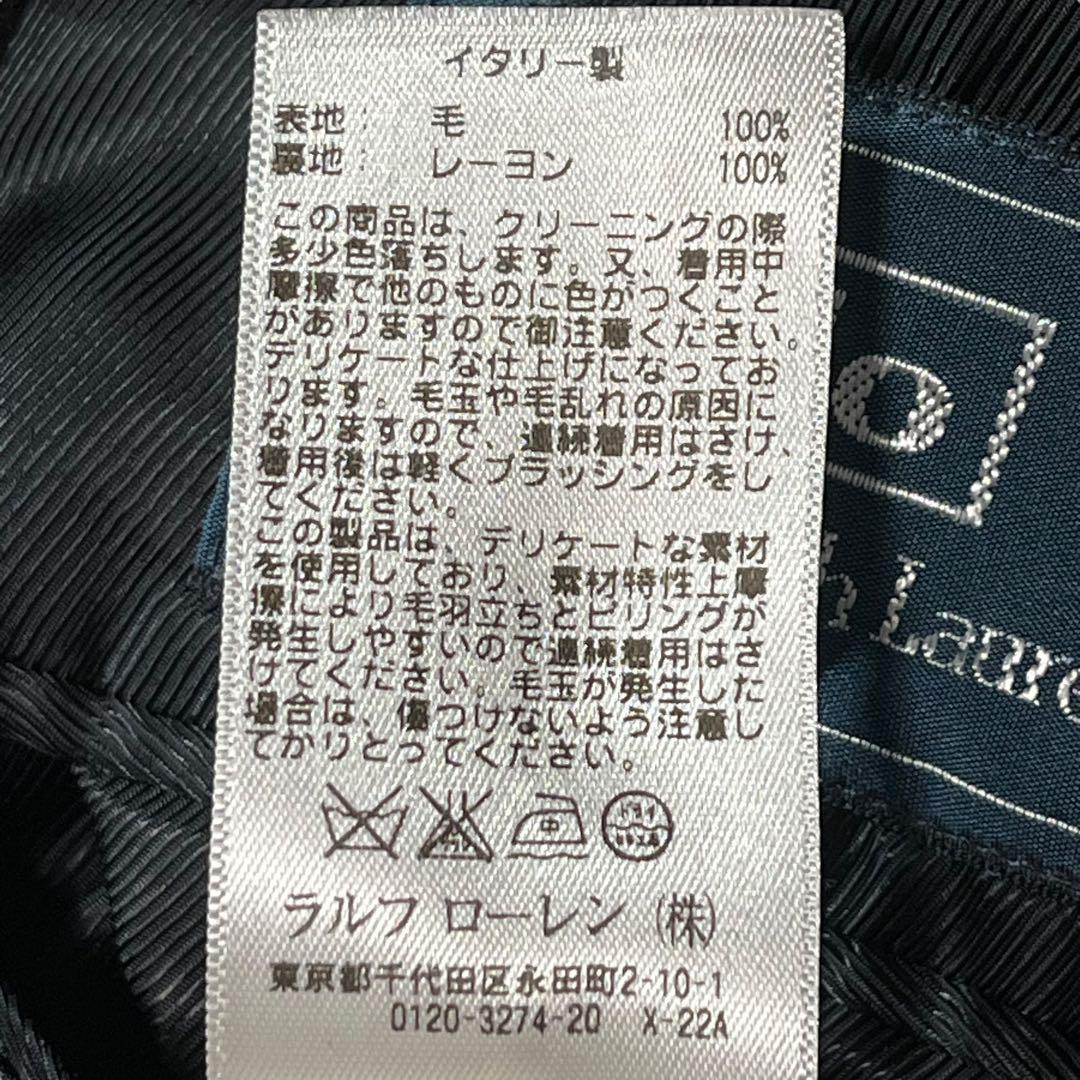 イタリー製
表地: 毛 100%
裏地: レーヨン 100%
この商品は、クリーニングの際
多少色落ちします。又、着用中
摩擦で他のものに色がつくこと
がありますので御注意ください。
デリケートな仕上げになってお
ります。毛玉や毛乱れの原因に
なりますので、連続着用はさけ、
着用後は軽くブラッシングをし
てください。
この製品は、デリケートな素材
を使用しており、素材特性上摩
擦により毛羽立ちとピリングが
発生しやすいので連続着用はさ
けてください。毛玉が発生した
場合は、傷つけないよう注意し
てかりとってください。
ラルフ ローレン (株)
東京都千代田区永田町2-10-1
0120-3274-20 X-22A
o
h Laure